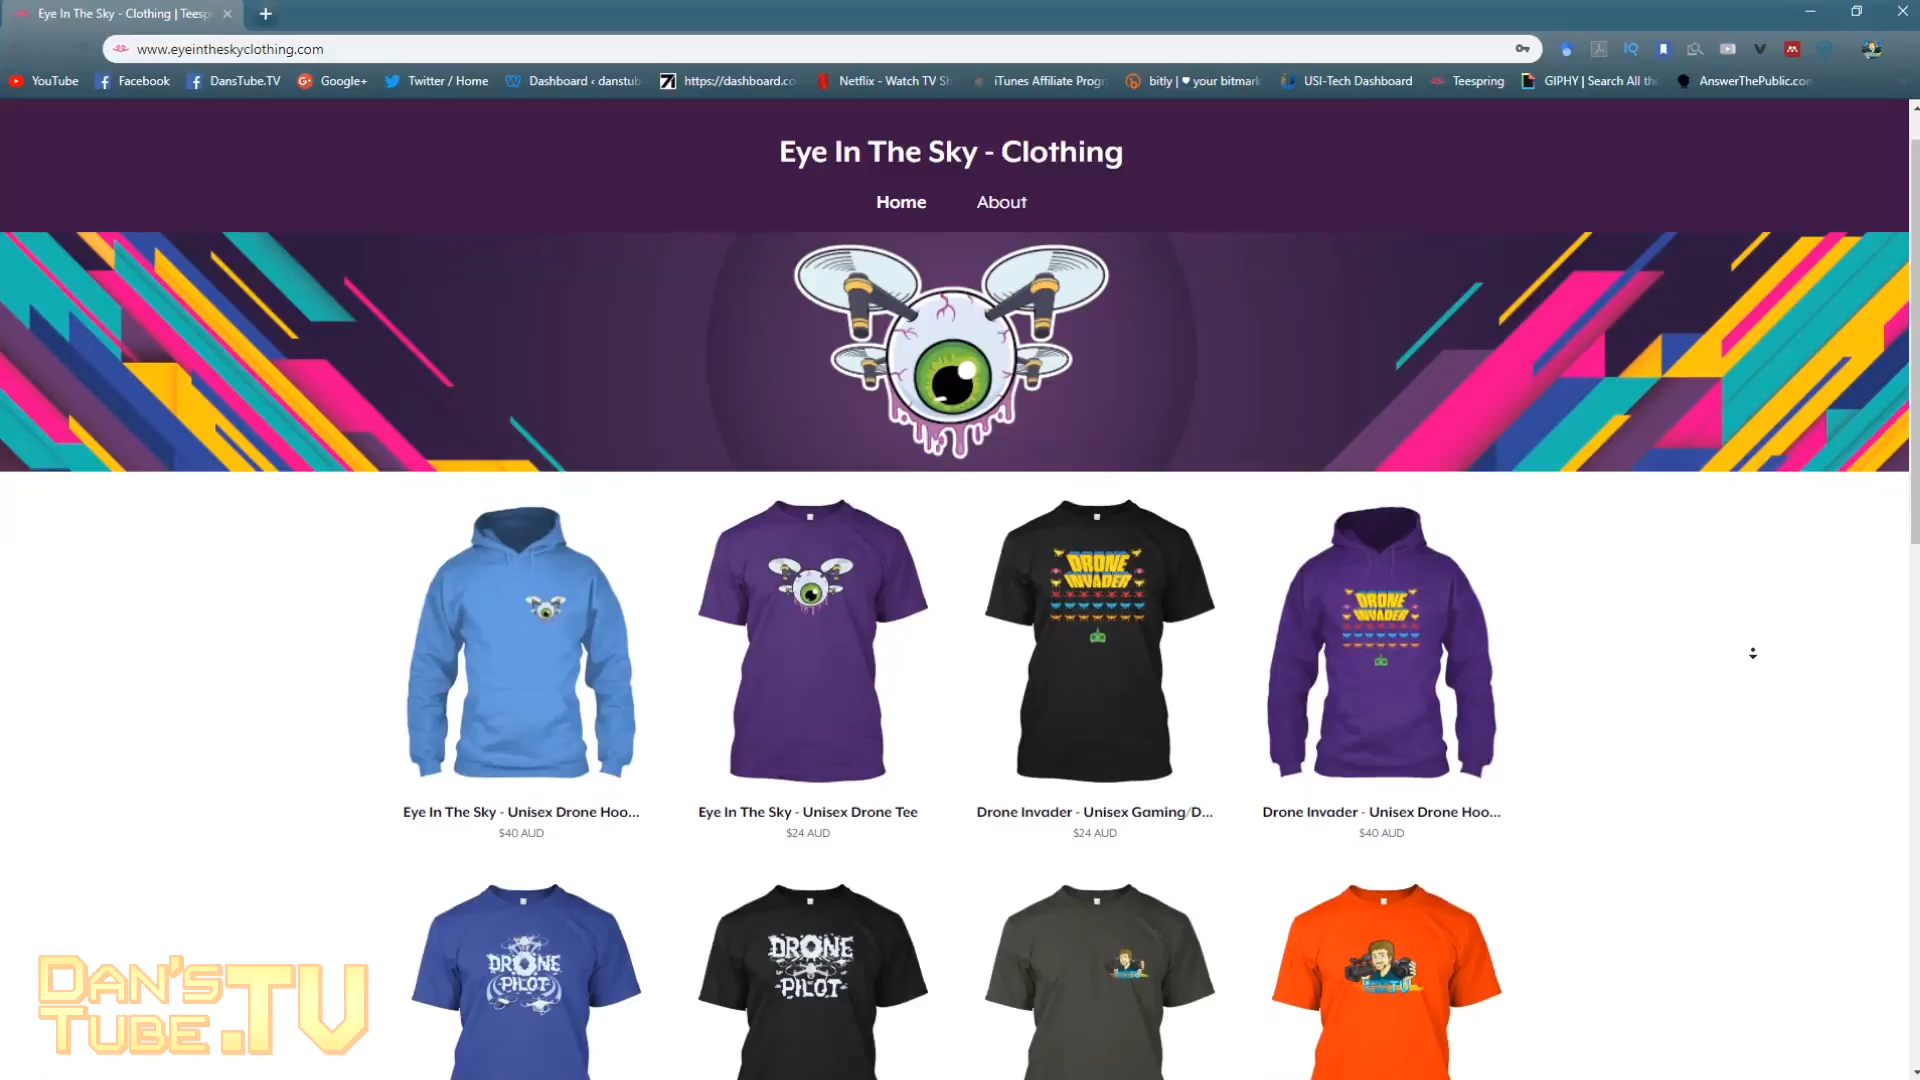 Eye In The Sky - Clothing | Teesp
www.eyeintheskyclothing.com
YouTube Facebook DansTube.TV Google+ Twitter / Home Dashboard ‹ danstub https://dashboard.co Netflix - Watch TV Sh iTunes Affiliate Progr bitly | ♥ your bitmark USI-Tech Dashboard Teespring GIPHY | Search All the AnswerThePublic.com
Eye In The Sky - Clothing
Home About
DRONE INVADER
DRONE INVADER
Eye In The Sky - Unisex Drone Hoo... Eye In The Sky - Unisex Drone Tee Drone Invader - Unisex Gaming/D... Drone Invader - Unisex Drone Hoo...
$40 AUD $24 AUD $24 AUD $40 AUD
DRONE PILOT
DRONE PILOT
DAN'S TUBE.TV